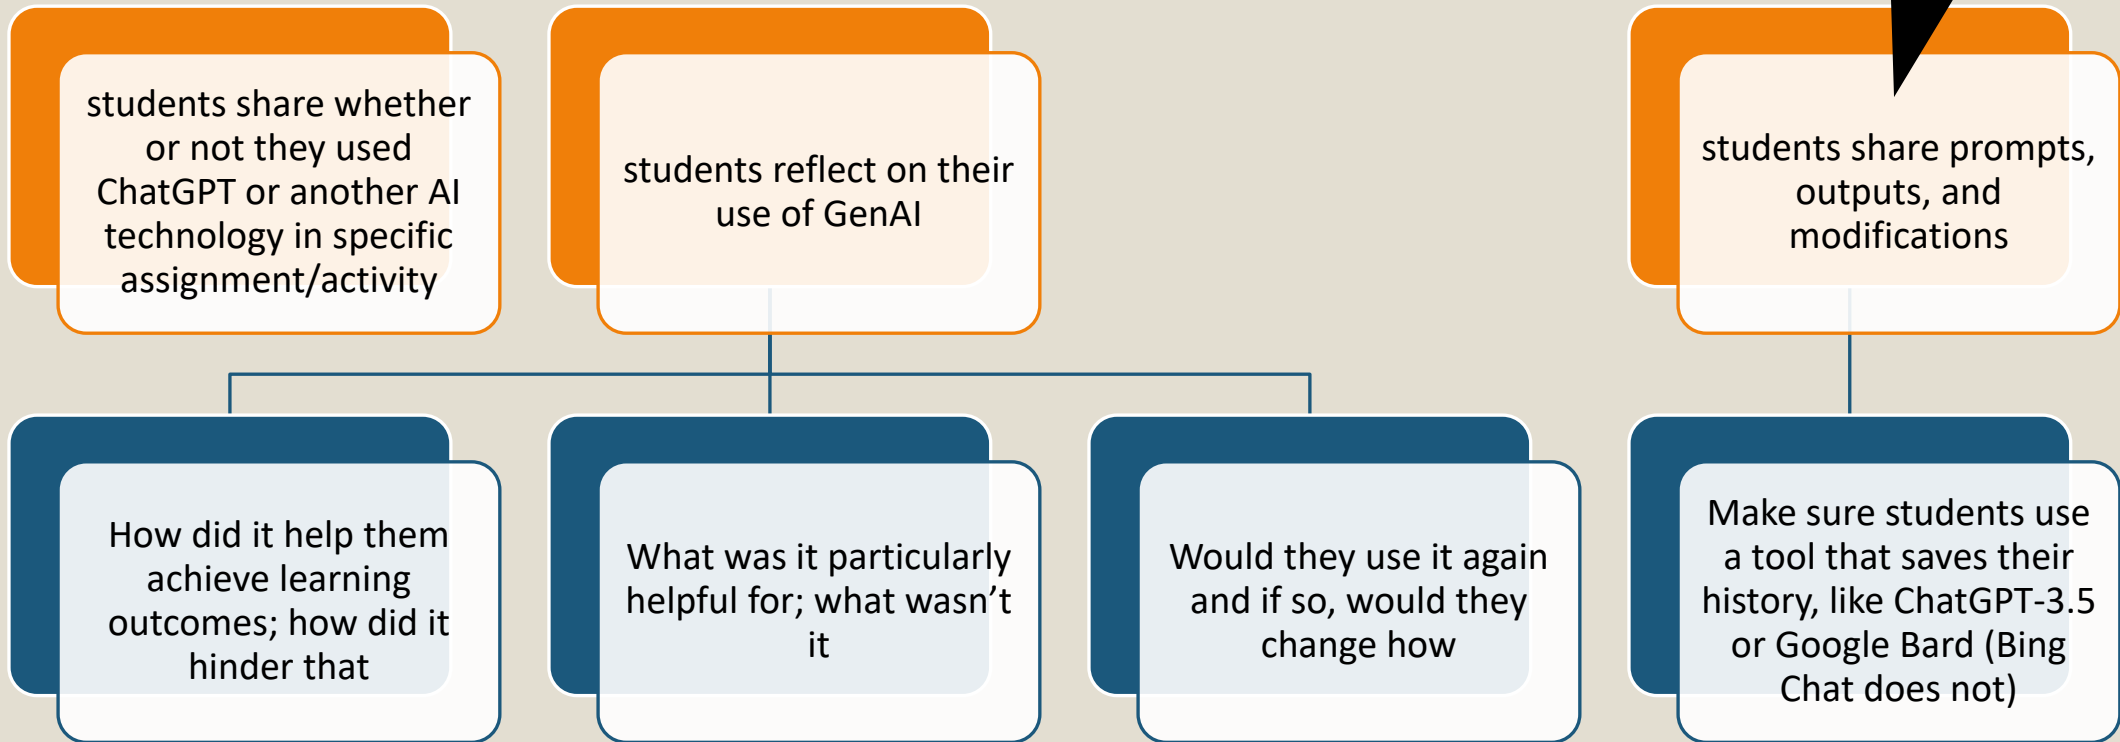 students share whether
or not they used
ChatGPT or another AI
technology in specific
assignment/activity
students reflect on their
use of GenAI
students share prompts,
outputs, and
modifications
How did it help them
achieve learning
outcomes; how did it
hinder that
What was it particularly
helpful for; what wasn’t
it
Would they use it again
and if so, would they
change how
Make sure students use
a tool that saves their
history, like ChatGPT-3.5
or Google Bard (Bing
Chat does not)